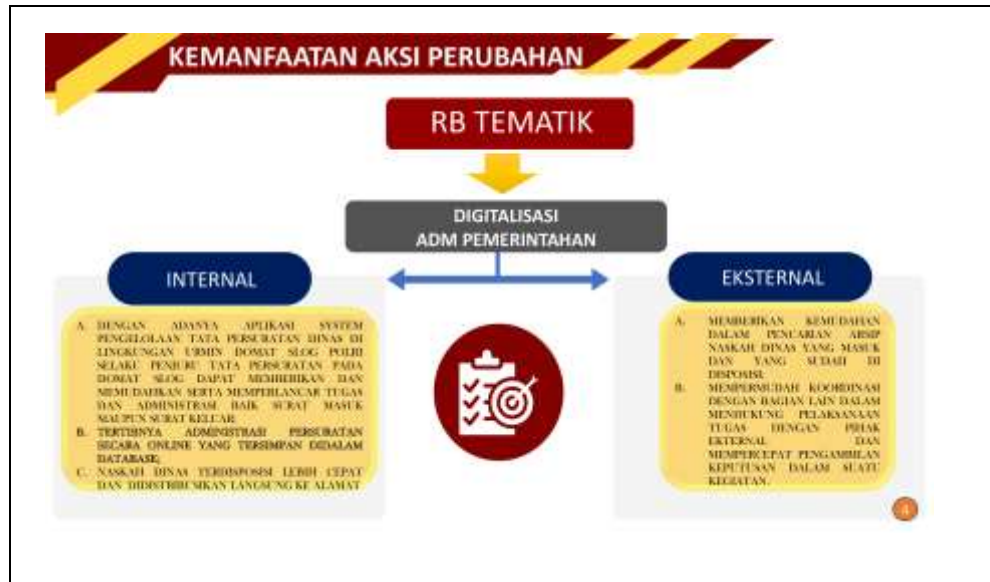 KEMANFAATAN AKSI PERUBAHAN
RB TEMATIK
DIGITALISASI
ADM PEMERINTAHAN
INTERNAL
A. DENGAN ADANYA APLIKASI SYSTEM
PENGELOLAAN TATA PERSURATAN DINAS DI
LINGKUNGAN URMIN DOMAT SLOG POLRI
SELAKU PENJURU TATA PERSURATAN PADA
DOMAT SLOG DAPAT MEMBERIKAN DAN
MEMUDAHKAN SERTA MEMPERLANCAR TUGAS
DAN ADMINISTRASI BAIK SURAT MASUK
MAUPUN SURAT KELUAR
B. TERTIBNYA ADMINISTRASI PERSURATAN
SECARA ONLINE YANG TERSIMPAN DIDALAM
DATABASE;
C. NASKAH DINAS TERDISPOSISI LEBIH CEPAT
DAN DIDISTRIBUSIKAN LANGSUNG KE ALAMAT
EKSTERNAL
A. MEMBERIKAN KEMUDAHAN
DALAM PENCARIAN ARSIP
NASKAH DINAS YANG MASUK
DAN YANG SUDAH DI
DISPOSISI;
B. MEMPERMUDAH KOORDINASI
DENGAN BAGIAN LAIN DALAM
MENDUKUNG PELAKSANAAN
TUGAS DENGAN PIHAK
EKTERNAL DAN
MEMPERCEPAT PENGAMBILAN
KEPUTUSAN DALAM SUATU
KEGIATAN.
4